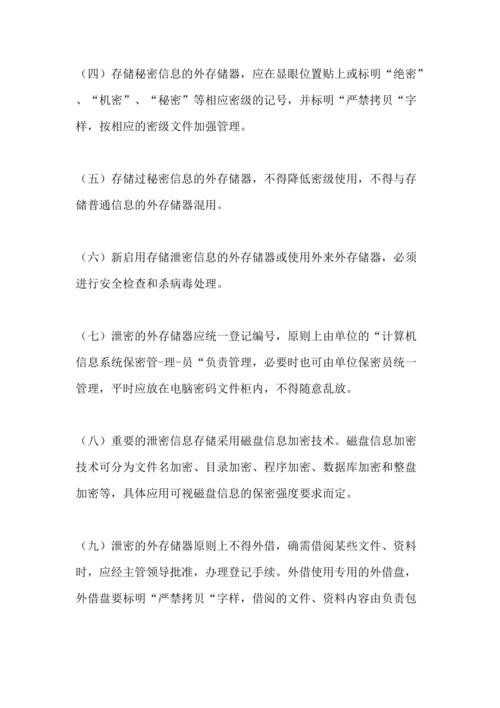 （四）存储秘密信息的外存储器，应在显眼位置贴上或标明“绝密”
、“机密”、“秘密”等相应密级的记号，并标明“严禁拷贝“字
样，按相应的密级文件加强管理。
（五）存储过秘密信息的外存储器，不得降低密级使用，不得与存
储普通信息的外存储器混用。
（六）新启用存储泄密信息的外存储器或使用外来外存储器，必须
进行安全检查和杀病毒处理。
（七）泄密的外存储器应统一登记编号，原则上由单位的“计算机
信息系统保密管-理-员“负责管理，必要时也可由单位保密员统一
管理，平时应放在电脑密码文件柜内，不得随意乱放。
（八）重要的泄密信息存储采用磁盘信息加密技术。磁盘信息加密
技术可分为文件名加密、目录加密、程序加密、数据库加密和整盘
加密等，具体应用可视磁盘信息的保密强度要求而定。
（九）泄密的外存储器原则上不得外借，确需借阅某些文件、资料
时，应经主管领导批准，办理登记手续。外借使用专用的外借盘，
外借盘要标明“严禁拷贝“字样，借阅的文件、资料内容由负责包